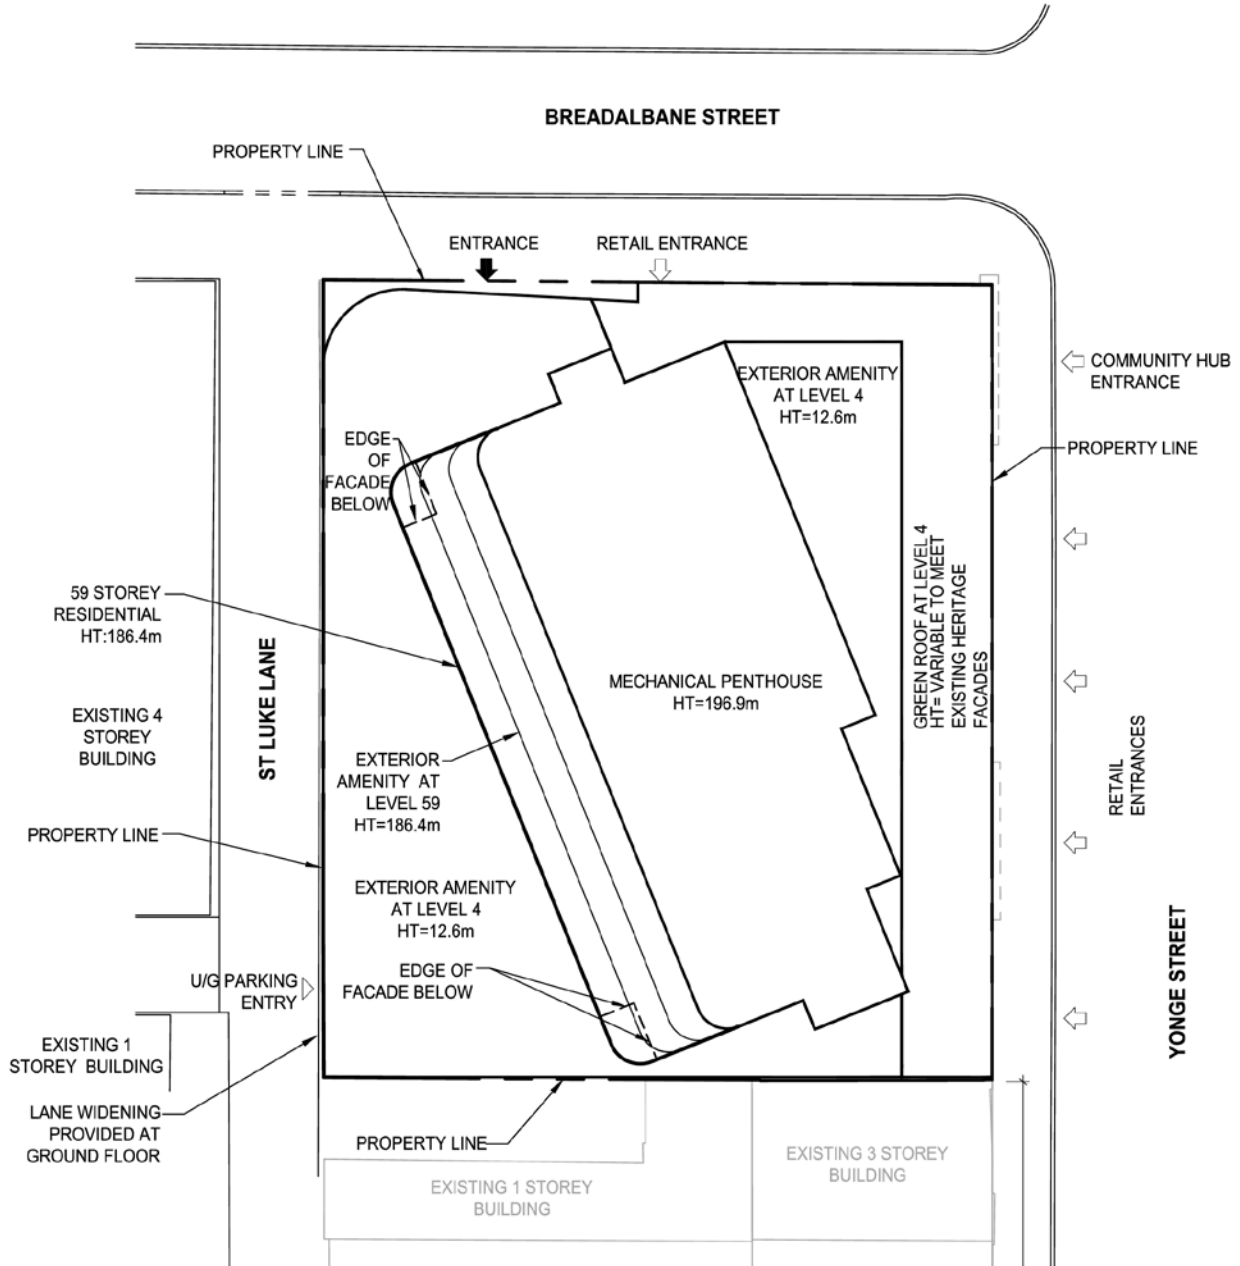 BREADALBANE STREET
PROPERTY LINE
ENTRANCE
RETAIL ENTRANCE
COMMUNITY HUB
ENTRANCE
EXTERIOR AMENITY
AT LEVEL 4
HT=12.6m
EDGE
OF
FACADE
BELOW
PROPERTY LINE
GREEN ROOF AT LEVEL 4
HT= VARIABLE TO MEET
EXISTING HERITAGE
FACADES
59 STOREY
RESIDENTIAL
HT:186.4m
ST LUKE LANE
MECHANICAL PENTHOUSE
HT=196.9m
EXISTING 4
STOREY
BUILDING
EXTERIOR
AMENITY AT
LEVEL 59
HT=186.4m
RETAIL
ENTRANCES
PROPERTY LINE
EXTERIOR AMENITY
AT LEVEL 4
HT=12.6m
YONGE STREET
EDGE OF
FACADE BELOW
U/G PARKING
ENTRY
EXISTING 1
STOREY BUILDING
LANE WIDENING
PROVIDED AT
GROUND FLOOR
PROPERTY LINE
EXISTING 3 STOREY
BUILDING
EXISTING 1 STOREY
BUILDING